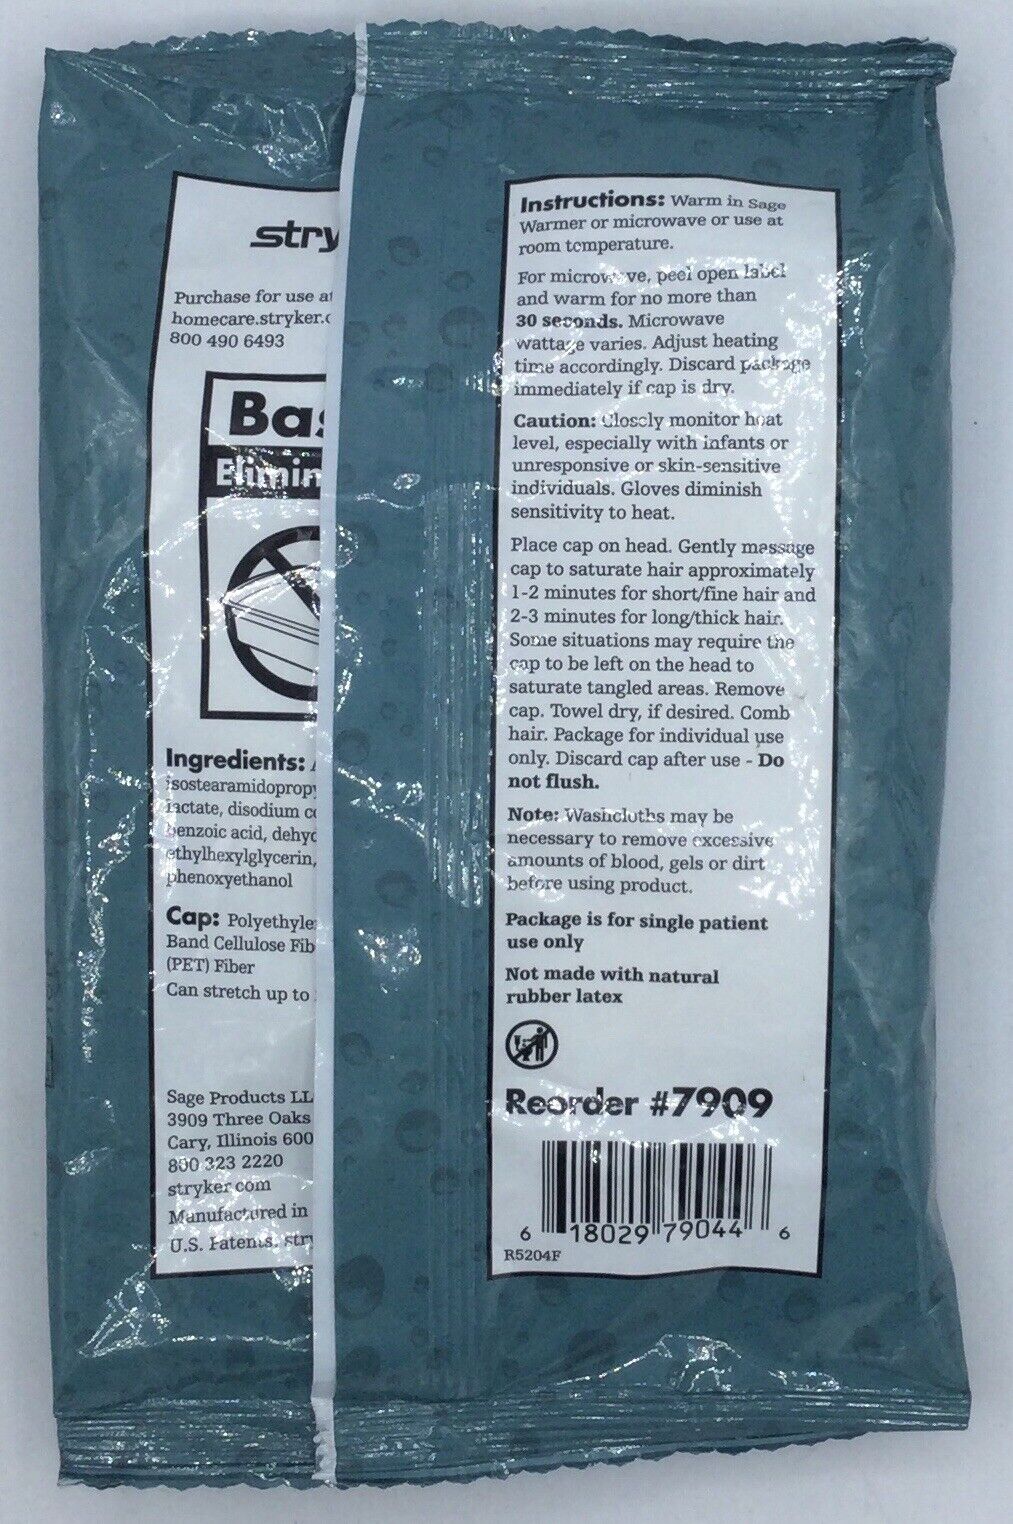 stry
Purchase for use at
homecare.stryker.c
800 490 6493
Bas
Elimin
Ingredients:
isostearamidopropy
lactate, disodium co
benzoic acid, dehyd
ethylhexylglycerin,
phenoxyethanol
Cap: Polyethyle
Band Cellulose Fib
(PET) Fiber
Can stretch up to
Sage Products LL
3909 Three Oaks
Cary, Illinois 600
800 323 2220
stryker.com
Manufactured in
U.S. Patents: stry
Instructions: Warm in Sage
Warmer or microwave or use at
room temperature.
For microwave, peel open label
and warm for no more than
30 seconds. Microwave
wattage varies. Adjust heating
time accordingly. Discard package
immediately if cap is dry.
Caution: Closely monitor heat
level, especially with infants or
unresponsive or skin-sensitive
individuals. Gloves diminish
sensitivity to heat.
Place cap on head. Gently massage
cap to saturate hair approximately
1-2 minutes for short/fine hair and
2-3 minutes for long/thick hair.
Some situations may require the
cap to be left on the head to
saturate tangled areas. Remove
cap. Towel dry, if desired. Comb
hair. Package for individual use
only. Discard cap after use - Do
not flush.
Note: Washcloths may be
necessary to remove excessive
amounts of blood, gels or dirt
before using product.
Package is for single patient
use only
Not made with natural
rubber latex
Reorder #7909
6 18029 79044 6
R5204F